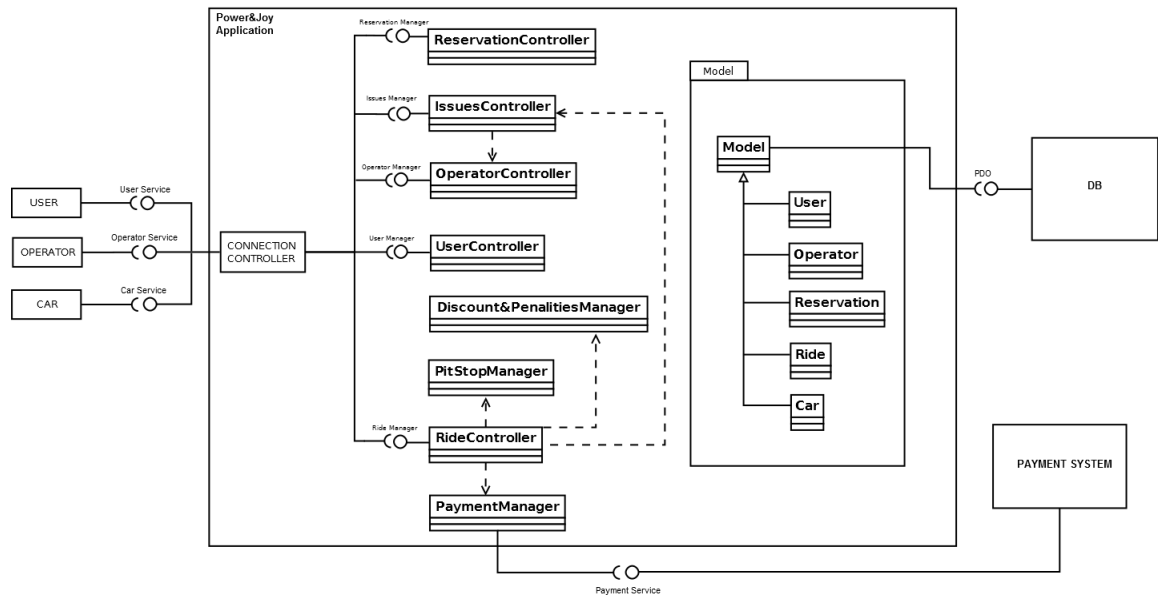 Power&Joy
Application
Reservation Manager
ReservationController
Model
Issues Manager
IssuesController
Model
Operator Manager
OperatorController
PDO
DB
User Service
USER
User
Operator Service
OPERATOR
CONNECTION
CONTROLLER
User Manager
UserController
Operator
Car Service
CAR
Discount&PenalitiesManager
Reservation
PitStopManager
Ride
Car
Ride Manager
RideController
PAYMENT SYSTEM
PaymentManager
Payment Service